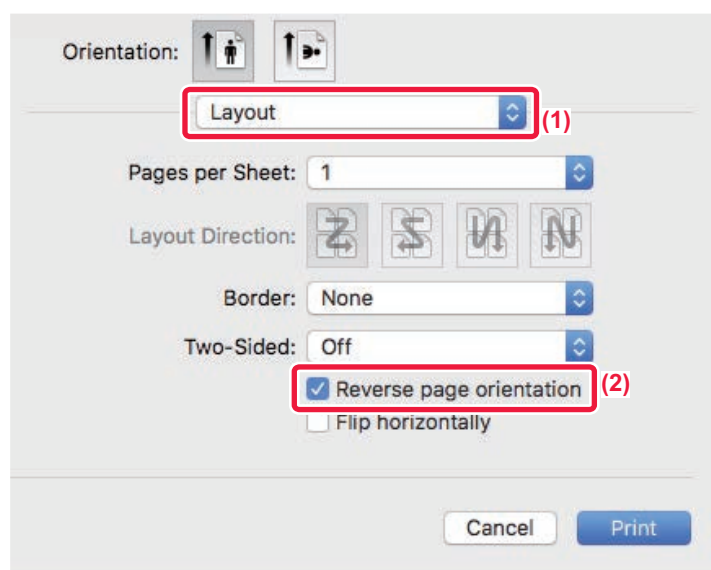 Orientation:
Layout
(1)
Pages per Sheet: 1
Layout Direction:
Border: None
Two-Sided: Off
Reverse page orientation (2)
Flip horizontally
Cancel Print